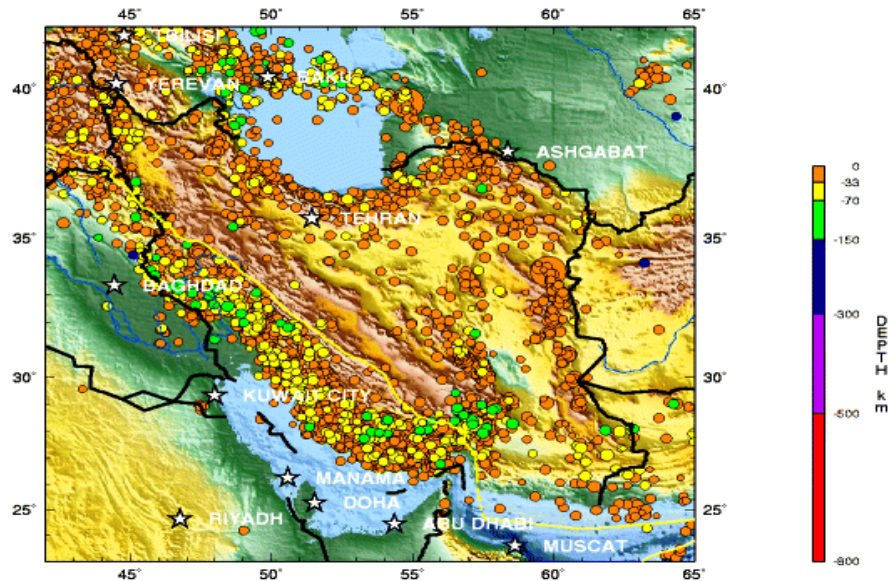 45° 50° 55° 60° 65°
TBILISI
BAKU
YEREVAN
40° 40°
ASHGABAT
TEHRAN
35° 35°
BAGHDAD
30° 30°
KUWAIT CITY
MANAMA
DOHA
25° 25°
RIYADH
ABU DHABI
MUSCAT
45° 50° 55° 60° 65°
0
-33
-70
-150
-300
-500
-800
DEPTH km